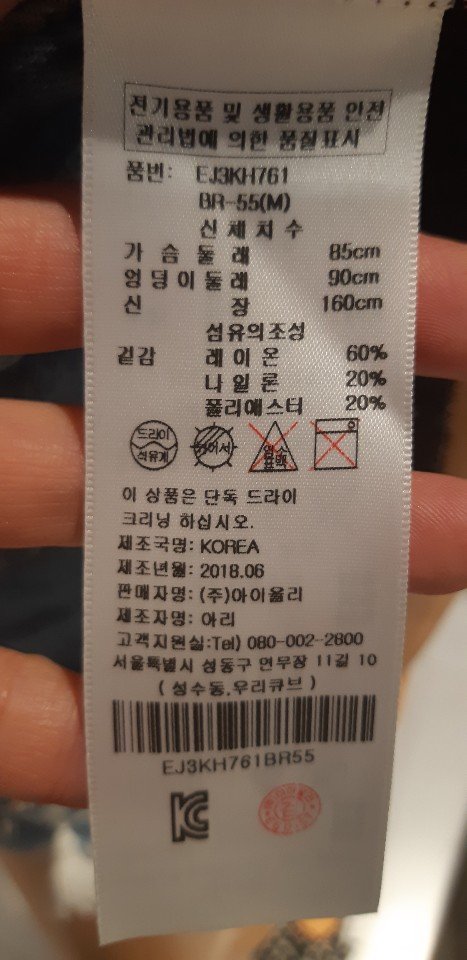 전기용품 및 생활용품 안전
관리법에 의한 품질표시
품번: EJ3KH761
BR-55(M)
신체치수
가슴둘레 85cm
엉덩이둘레 90cm
신장 160cm
섬유의조성
겉감 레이온 60%
나일론 20%
폴리에스터 20%
드라이
석유계
염소
표백
이 상품은 단독 드라이
크리닝 하십시오.
제조국명: KOREA
제조년월: 2018.06
판매자명: (주)아이올리
제조자명: 아리
고객지원실:Tel) 080-002-2800
서울특별시 성동구 연무장 11길 10
( 성수동,우리큐브 )
EJ3KH761BR55